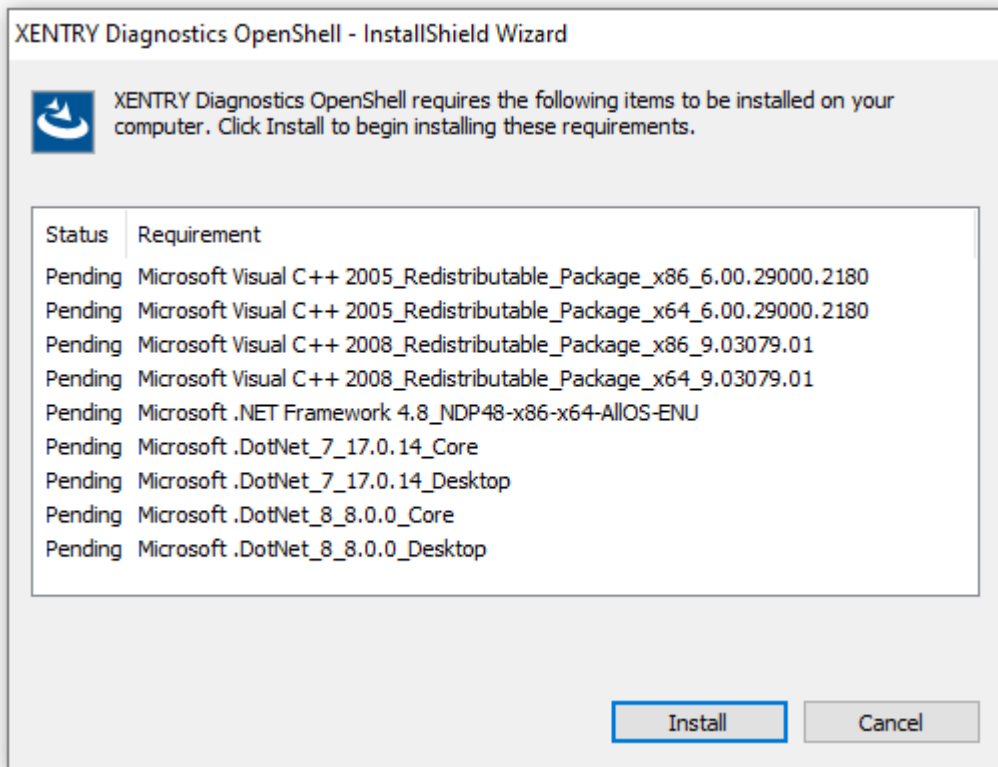 XENTRY Diagnostics OpenShell - InstallShield Wizard
XENTRY Diagnostics OpenShell requires the following items to be installed on your
computer. Click Install to begin installing these requirements.
Status Requirement
Pending Microsoft Visual C++ 2005_Redistributable_Package_x86_6.00.29000.2180
Pending Microsoft Visual C++ 2005_Redistributable_Package_x64_6.00.29000.2180
Pending Microsoft Visual C++ 2008_Redistributable_Package_x86_9.03079.01
Pending Microsoft Visual C++ 2008_Redistributable_Package_x64_9.03079.01
Pending Microsoft .NET Framework 4.8_NDP48-x86-x64-AllOS-ENU
Pending Microsoft .DotNet_7_17.0.14_Core
Pending Microsoft .DotNet_7_17.0.14_Desktop
Pending Microsoft .DotNet_8_8.0.0_Core
Pending Microsoft .DotNet_8_8.0.0_Desktop
Install Cancel